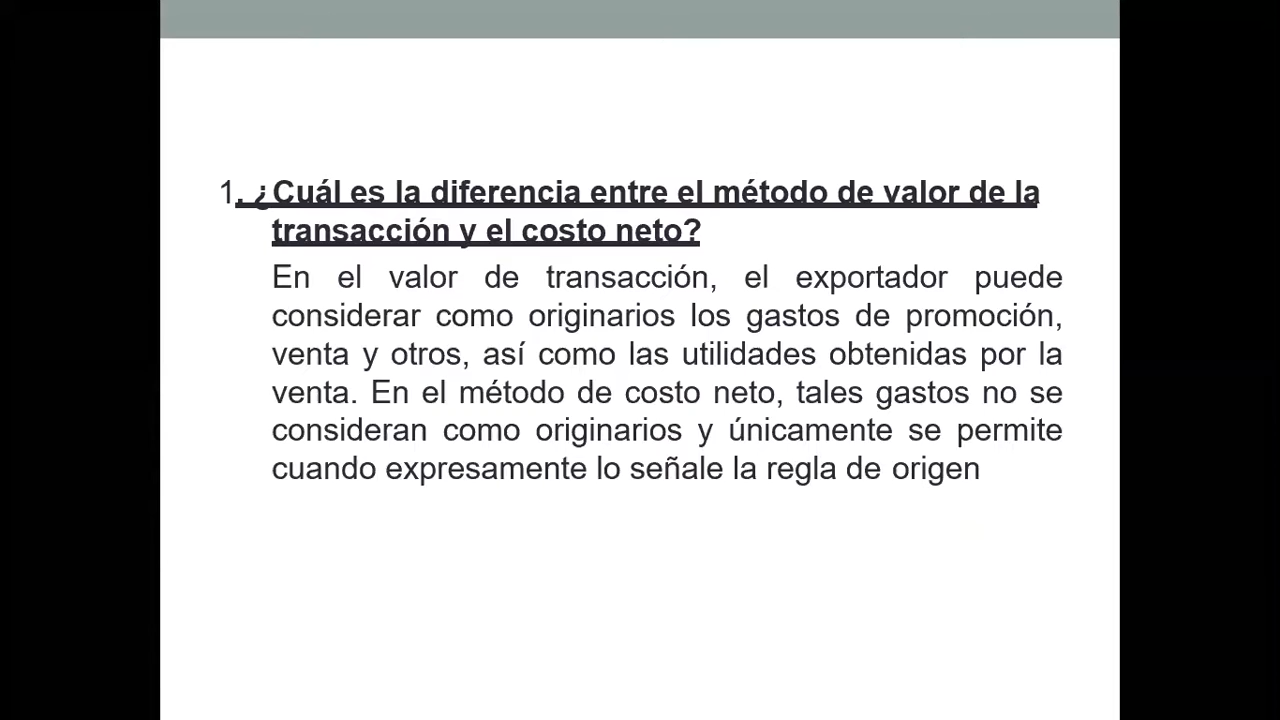 1. ¿Cuál es la diferencia entre el método de valor de la
transacción y el costo neto?
En el valor de transacción, el exportador puede
considerar como originarios los gastos de promoción,
venta y otros, así como las utilidades obtenidas por la
venta. En el método de costo neto, tales gastos no se
consideran como originarios y únicamente se permite
cuando expresamente lo señale la regla de origen